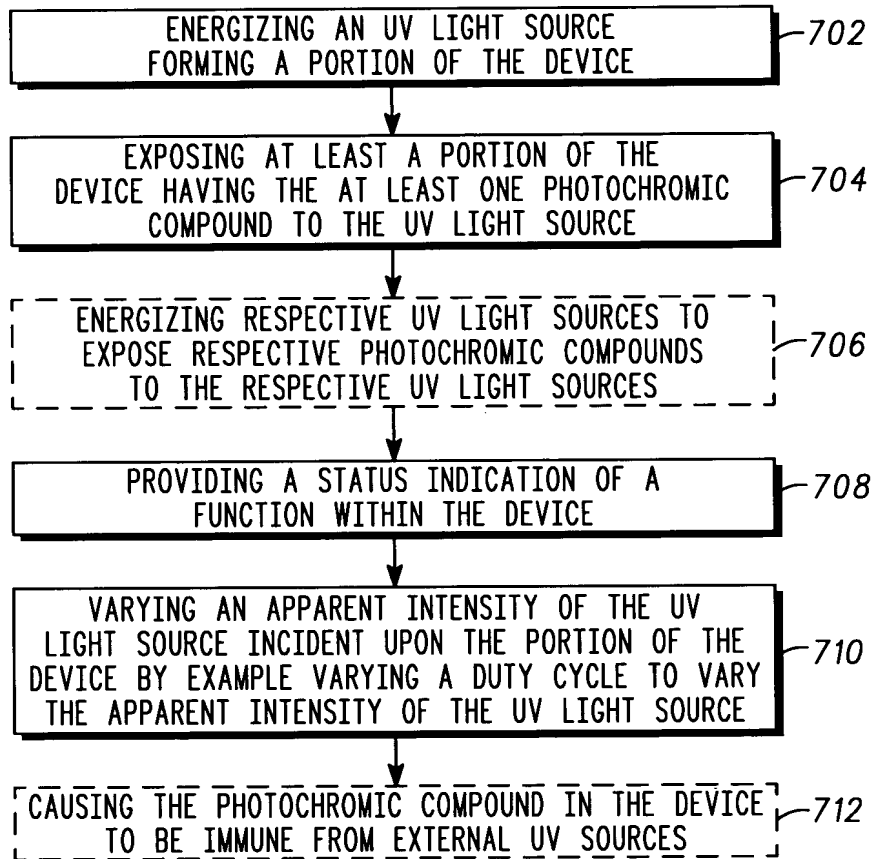 ENERGIZING AN UV LIGHT SOURCE
FORMING A PORTION OF THE DEVICE
702
EXPOSING AT LEAST A PORTION OF THE
DEVICE HAVING THE AT LEAST ONE PHOTOCHROMIC
COMPOUND TO THE UV LIGHT SOURCE
704
ENERGIZING RESPECTIVE UV LIGHT SOURCES TO
EXPOSE RESPECTIVE PHOTOCHROMIC COMPOUNDS
TO THE RESPECTIVE UV LIGHT SOURCES
706
PROVIDING A STATUS INDICATION OF A
FUNCTION WITHIN THE DEVICE
708
VARYING AN APPARENT INTENSITY OF THE UV
LIGHT SOURCE INCIDENT UPON THE PORTION OF THE
DEVICE BY EXAMPLE VARYING A DUTY CYCLE TO VARY
THE APPARENT INTENSITY OF THE UV LIGHT SOURCE
710
CAUSING THE PHOTOCHROMIC COMPOUND IN THE DEVICE
TO BE IMMUNE FROM EXTERNAL UV SOURCES
712